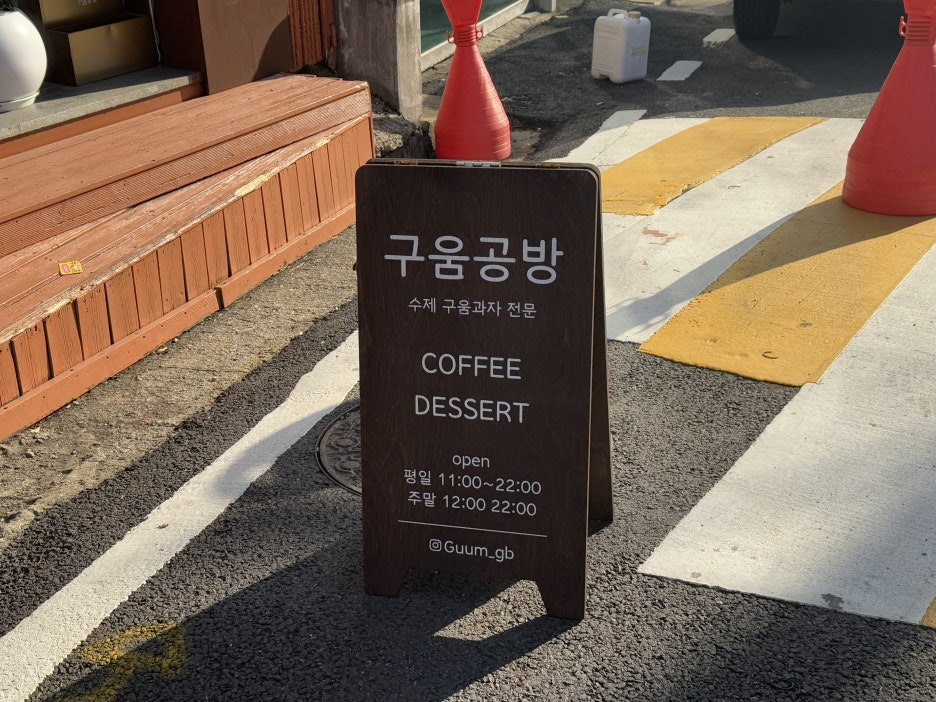 구움공방
수제 구움과자 전문
COFFEE
DESSERT
open
평일 11:00~22:00
주말 12:00 22:00
Guum_gb